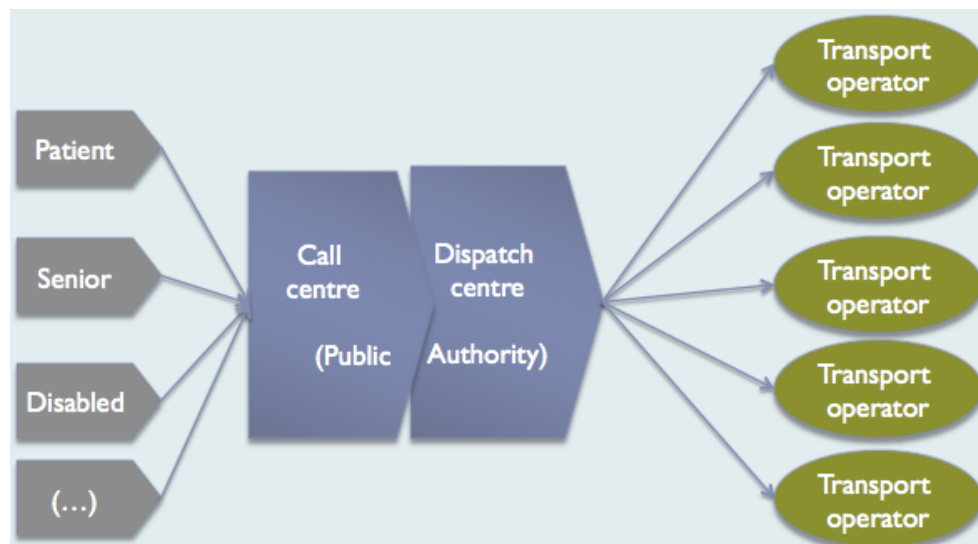 Patient
Senior
Disabled
(...)
Call
centre
(Public
Dispatch
centre
Authority)
Transport
operator
Transport
operator
Transport
operator
Transport
operator
Transport
operator